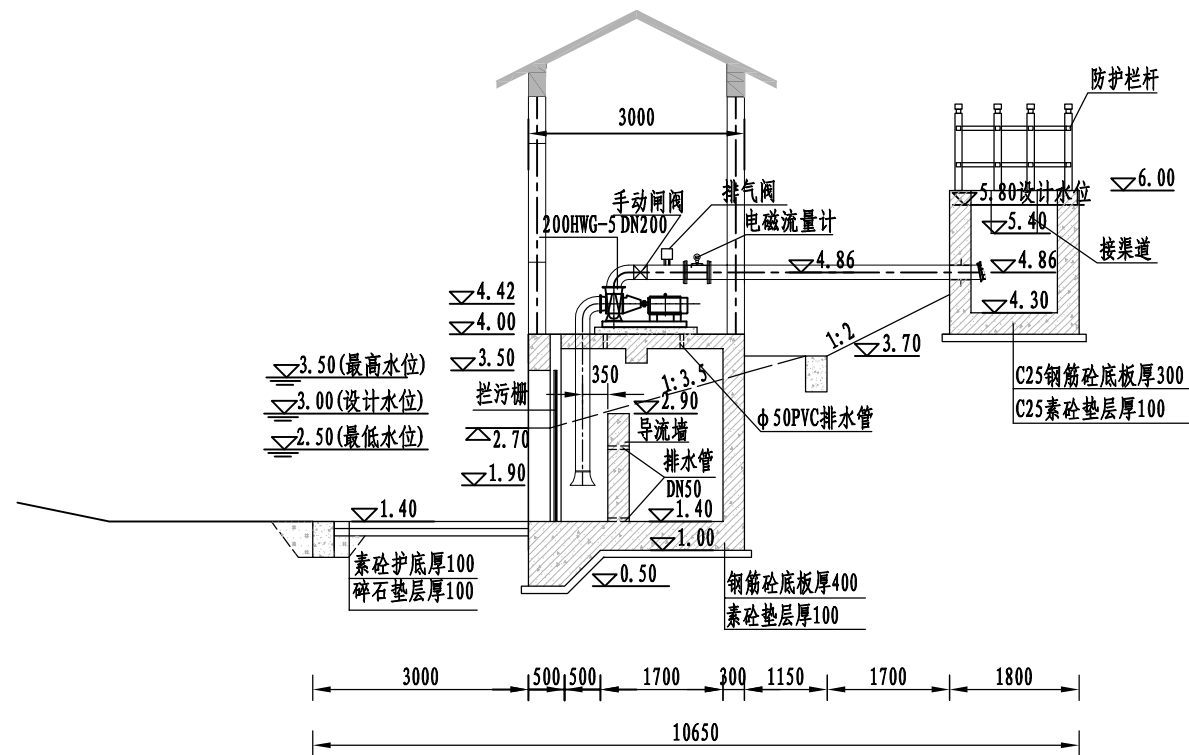 防护栏杆
3000
6.00
排气阀
手动闸阀
5.80设计水位
200HWG-5
DN200
电磁流量计
5.40
接渠道
4.86
4.86
4.42
4.30
4.00
1:2
3.70
3.50
3.50(最高水位)
350
1:3.5
C25钢筋砼底板厚300
拦污栅
3.00(设计水位)
2.90
C25素砼垫层厚100
φ50PVC排水管
2.50(最低水位)
2.70
导流墙
排水管
1.90
DN50
1.40
1.40
1.00
素砼护底厚100
碎石垫层厚100
0.50
钢筋砼底板厚400
素砼垫层厚100
3000
500
500
1700
300
1150
1700
1800
10650